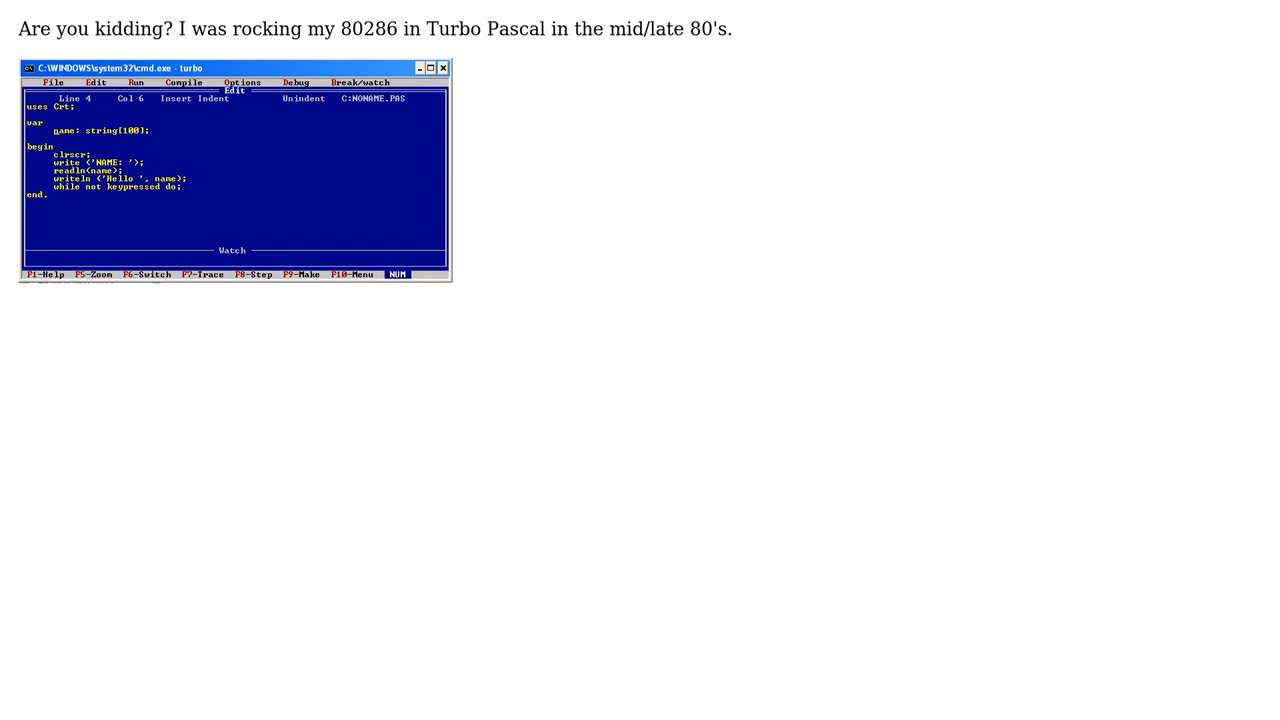 Are you kidding? I was rocking my 80286 in Turbo Pascal in the mid/late 80's.
C:\WINDOWS\system32\cmd.exe - turbo
File Edit Run Compile Options Debug Break/watch
Edit
Line 4 Col 6 Insert Indent Unindent C:NONAME.PAS
uses Crt;
var
name: string[100];
begin
clrscr;
write ('NAME: ');
readln(name);
writeln ('Hello ', name);
while not keypressed do;
end.
Watch
F1-Help F5-Zoom F6-Switch F7-Trace F8-Step F9-Make F10-Menu NUM